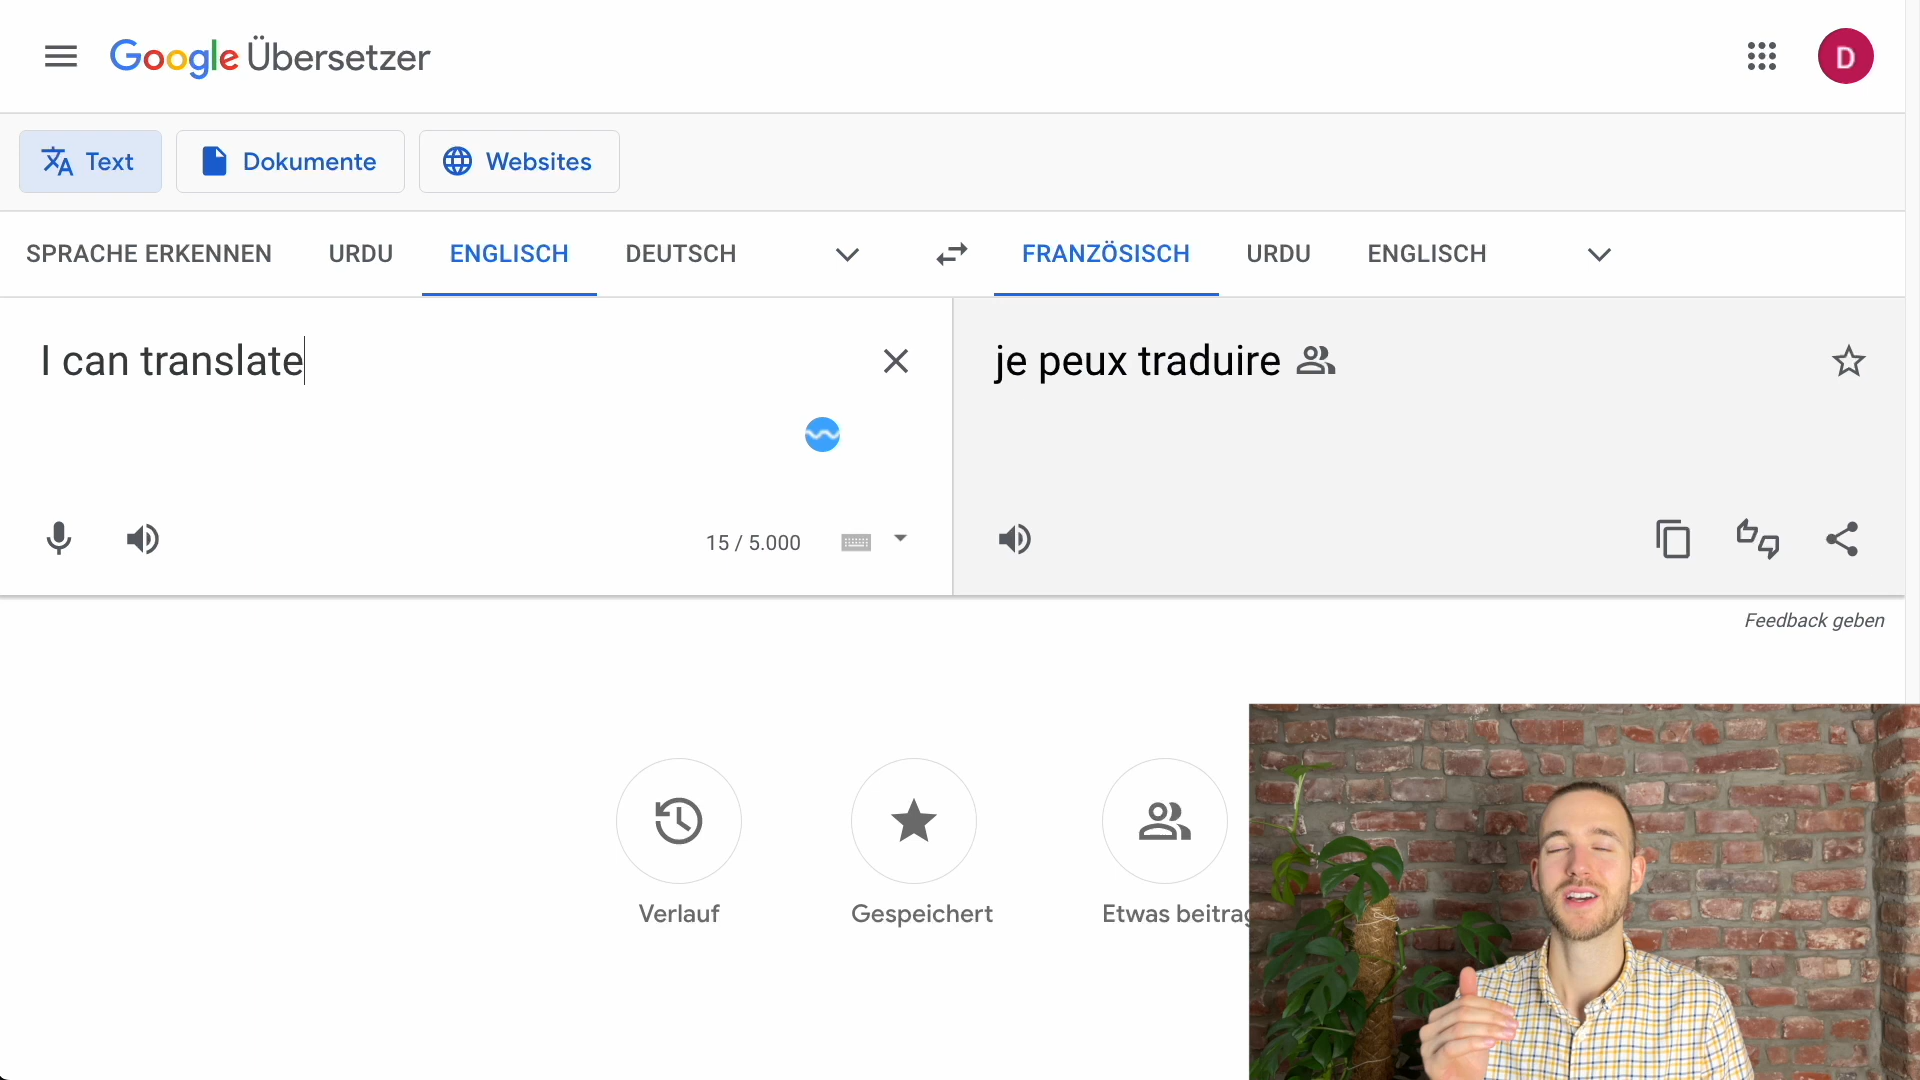 Google Übersetzer
D
Text
Dokumente
Websites
SPRACHE ERKENNEN URDU ENGLISCH DEUTSCH
FRANZÖSISCH URDU ENGLISCH
I can translate
je peux traduire
15 / 5.000
Feedback geben
Verlauf
Gespeichert
Etwas beitrag